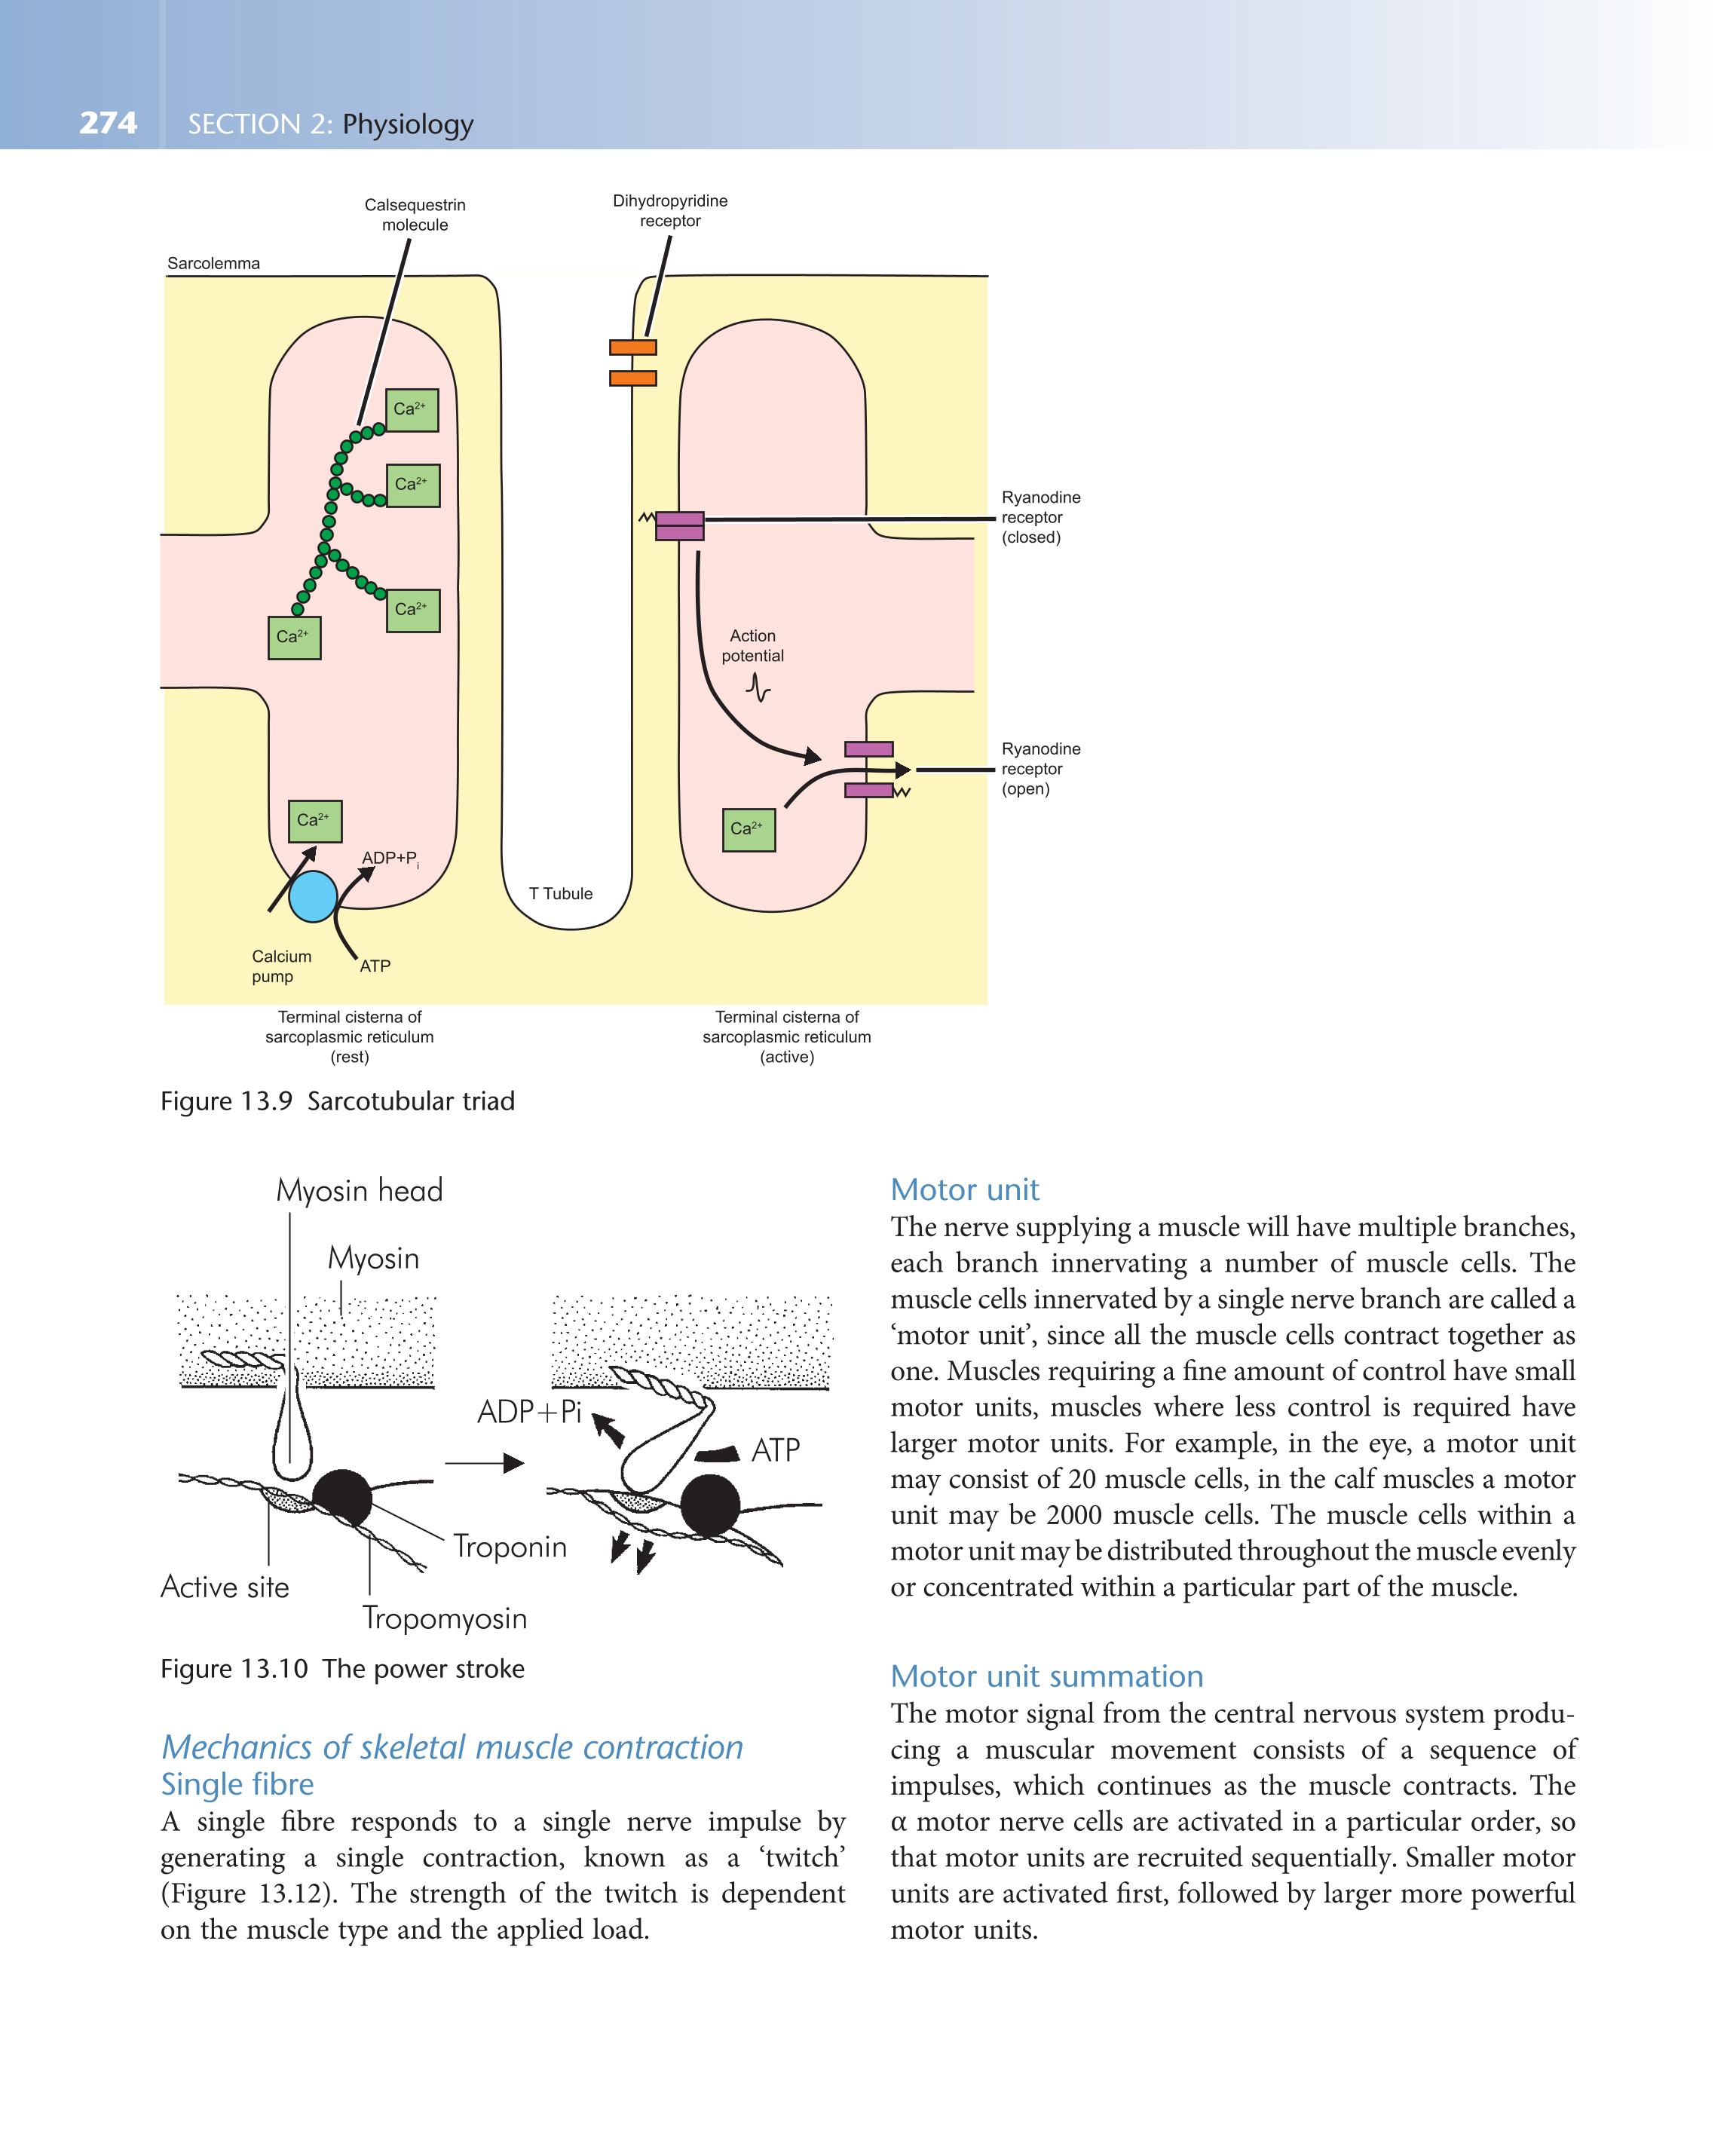 274 SECTION 2: Physiology
Calsequestrin
molecule
Dihydropyridine
receptor
Sarcolemma
Ca2+
Ca2+
Ca2+
Ca2+
Ryanodine
receptor
(closed)
Action
potential
Ryanodine
receptor
(open)
Ca2+
Ca2+
ADP+Pi
T Tubule
Calcium
pump
ATP
Terminal cisterna of
sarcoplasmic reticulum
(rest)
Terminal cisterna of
sarcoplasmic reticulum
(active)
Figure 13.9 Sarcotubular triad
Myosin head
Myosin
ADP+Pi
ATP
Troponin
Active site
Tropomyosin
Figure 13.10 The power stroke
Mechanics of skeletal muscle contraction
Single fibre
A single fibre responds to a single nerve impulse by
generating a single contraction, known as a ‘twitch’
(Figure 13.12). The strength of the twitch is dependent
on the muscle type and the applied load.
Motor unit
The nerve supplying a muscle will have multiple branches,
each branch innervating a number of muscle cells. The
muscle cells innervated by a single nerve branch are called a
‘motor unit’, since all the muscle cells contract together as
one. Muscles requiring a fine amount of control have small
motor units, muscles where less control is required have
larger motor units. For example, in the eye, a motor unit
may consist of 20 muscle cells, in the calf muscles a motor
unit may be 2000 muscle cells. The muscle cells within a
motor unit may be distributed throughout the muscle evenly
or concentrated within a particular part of the muscle.
Motor unit summation
The motor signal from the central nervous system produ-
cing a muscular movement consists of a sequence of
impulses, which continues as the muscle contracts. The
α motor nerve cells are activated in a particular order, so
that motor units are recruited sequentially. Smaller motor
units are activated first, followed by larger more powerful
motor units.